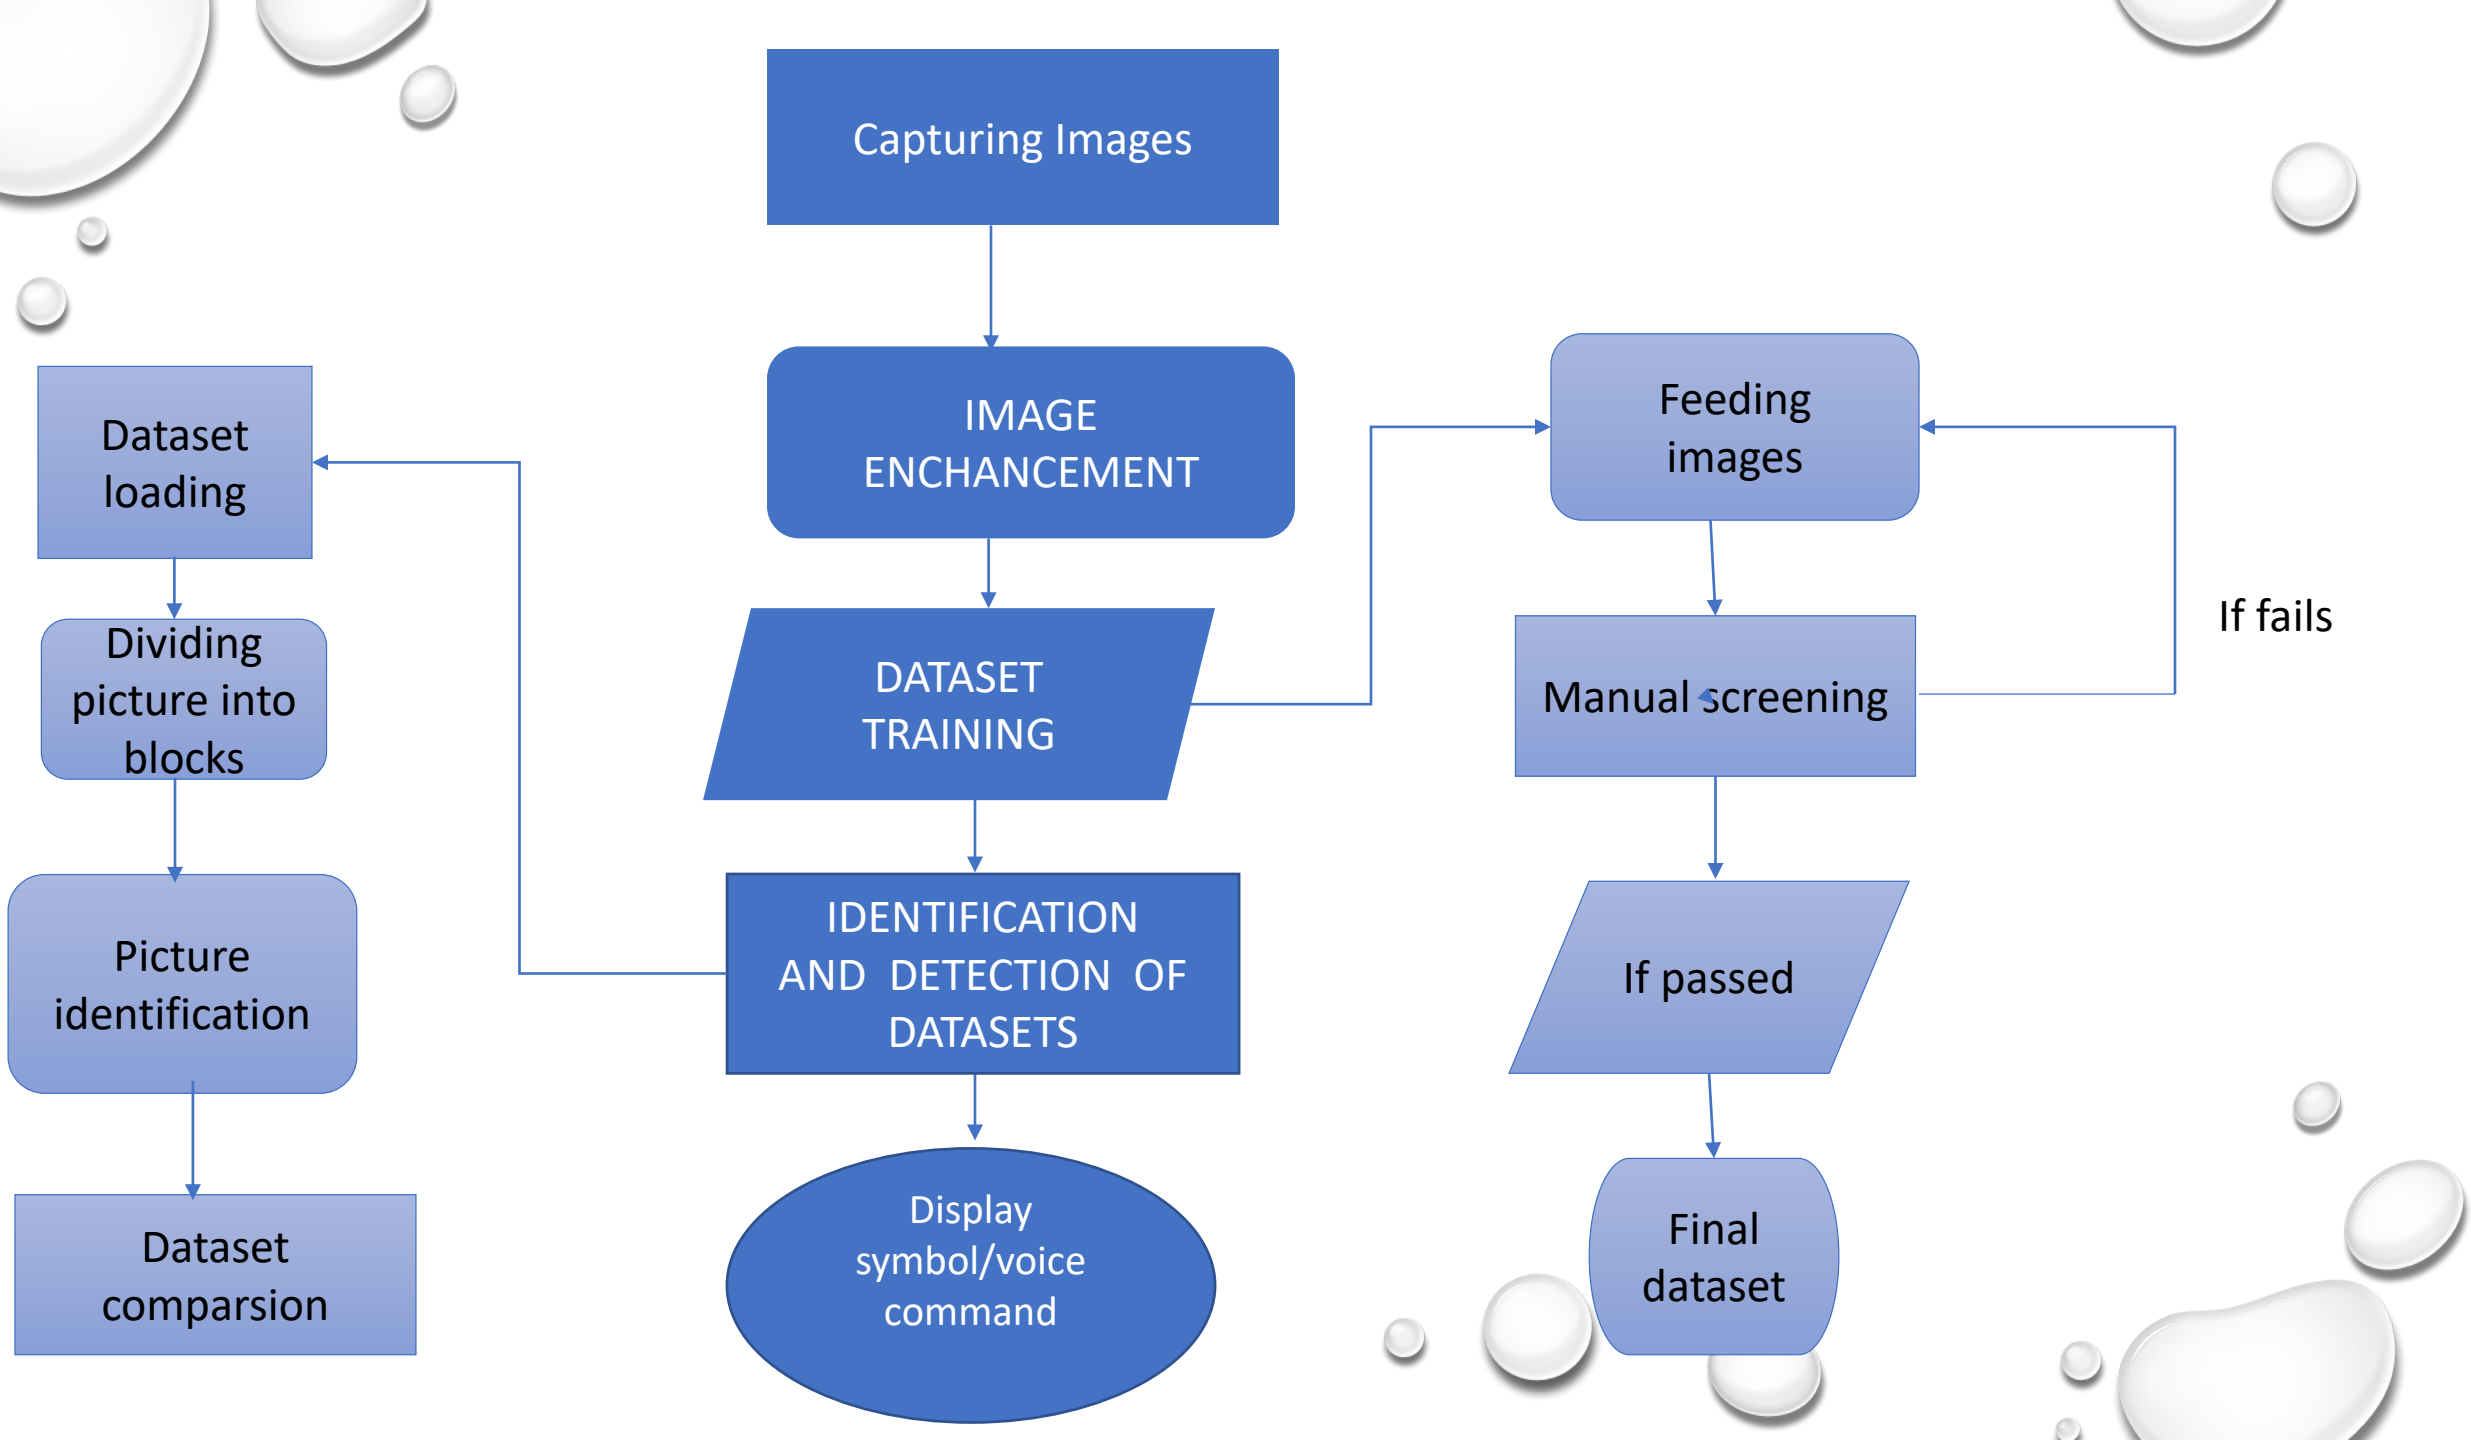 Capturing Images
IMAGE
ENCHANCEMENT
DATASET
TRAINING
IDENTIFICATION
AND DETECTION OF
DATASETS
Display
symbol/voice
command
Dataset
loading
Dividing
picture into
blocks
Picture
identification
Dataset
comparsion
Feeding
images
Manual screening
If fails
If passed
Final
dataset